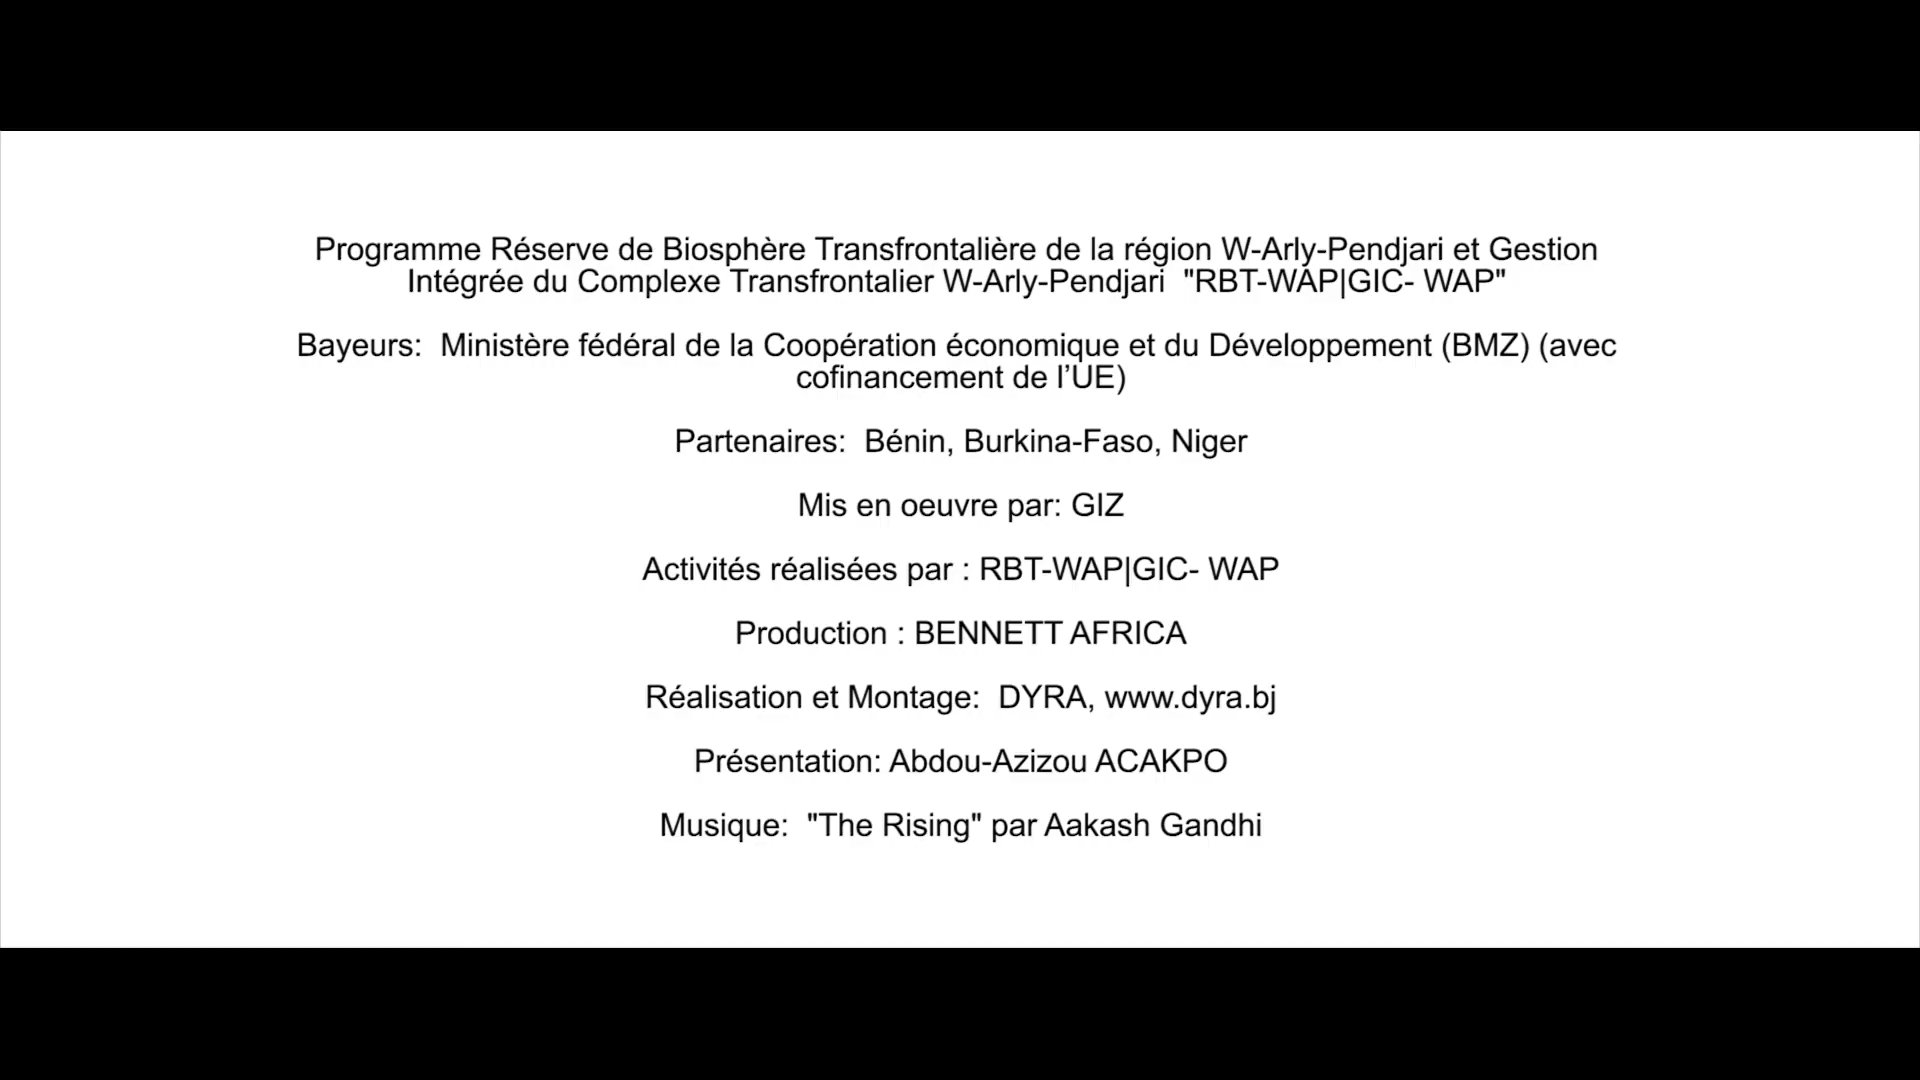 Programme Réserve de Biosphère Transfrontalière de la région W-Arly-Pendjari et Gestion
Intégrée du Complexe Transfrontalier W-Arly-Pendjari  "RBT-WAP|GIC- WAP"
Bayeurs:  Ministère fédéral de la Coopération économique et du Développement (BMZ) (avec
cofinancement de l’UE)
Partenaires:  Bénin, Burkina-Faso, Niger
Mis en oeuvre par: GIZ
Activités réalisées par : RBT-WAP|GIC- WAP
Production : BENNETT AFRICA
Réalisation et Montage:  DYRA, www.dyra.bj
Présentation: Abdou-Azizou ACAKPO
Musique:  "The Rising" par Aakash Gandhi